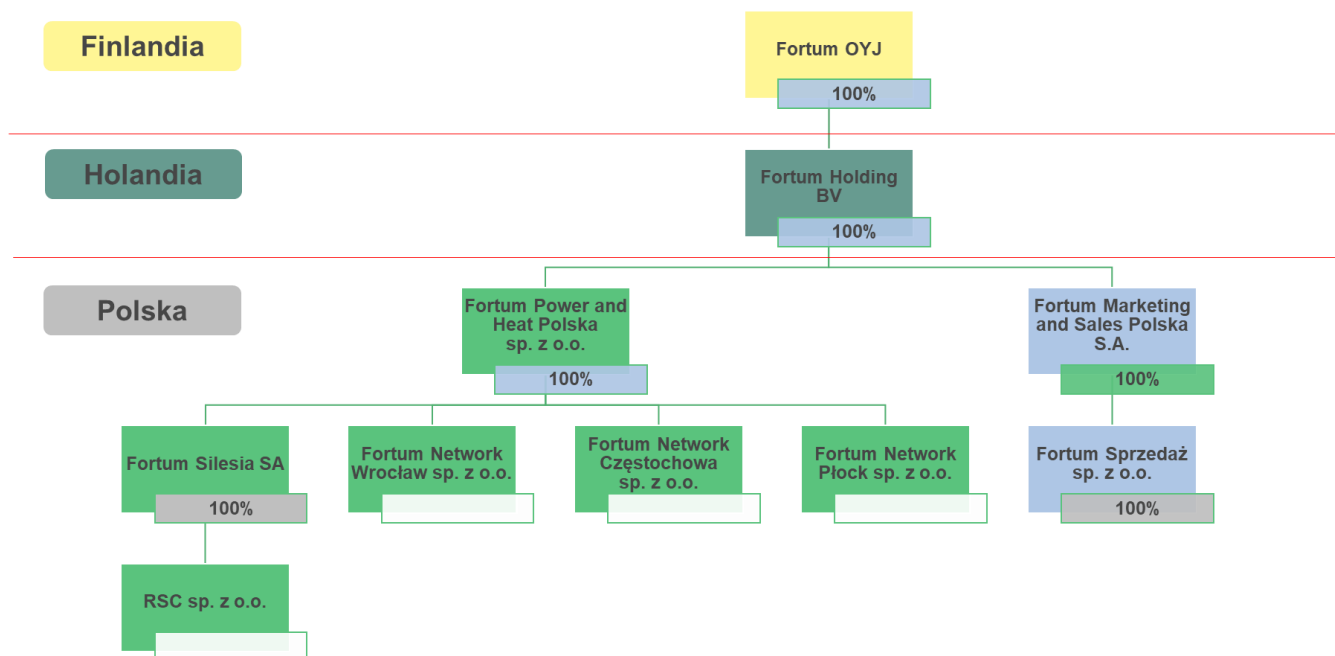 Finlandia
Fortum OYJ
100%
Holandia
Fortum Holding
BV
100%
Polska
Fortum Power and
Heat Polska
sp. z o.o.
100%
Fortum Marketing
and Sales Polska
S.A.
100%
Fortum Silesia SA
100%
Fortum Network
Wrocław sp. z o.o.
Fortum Network
Częstochowa
sp. z o.o.
Fortum Network
Płock sp. z o.o.
Fortum Sprzedaż
sp. z o.o.
100%
RSC sp. z o.o.